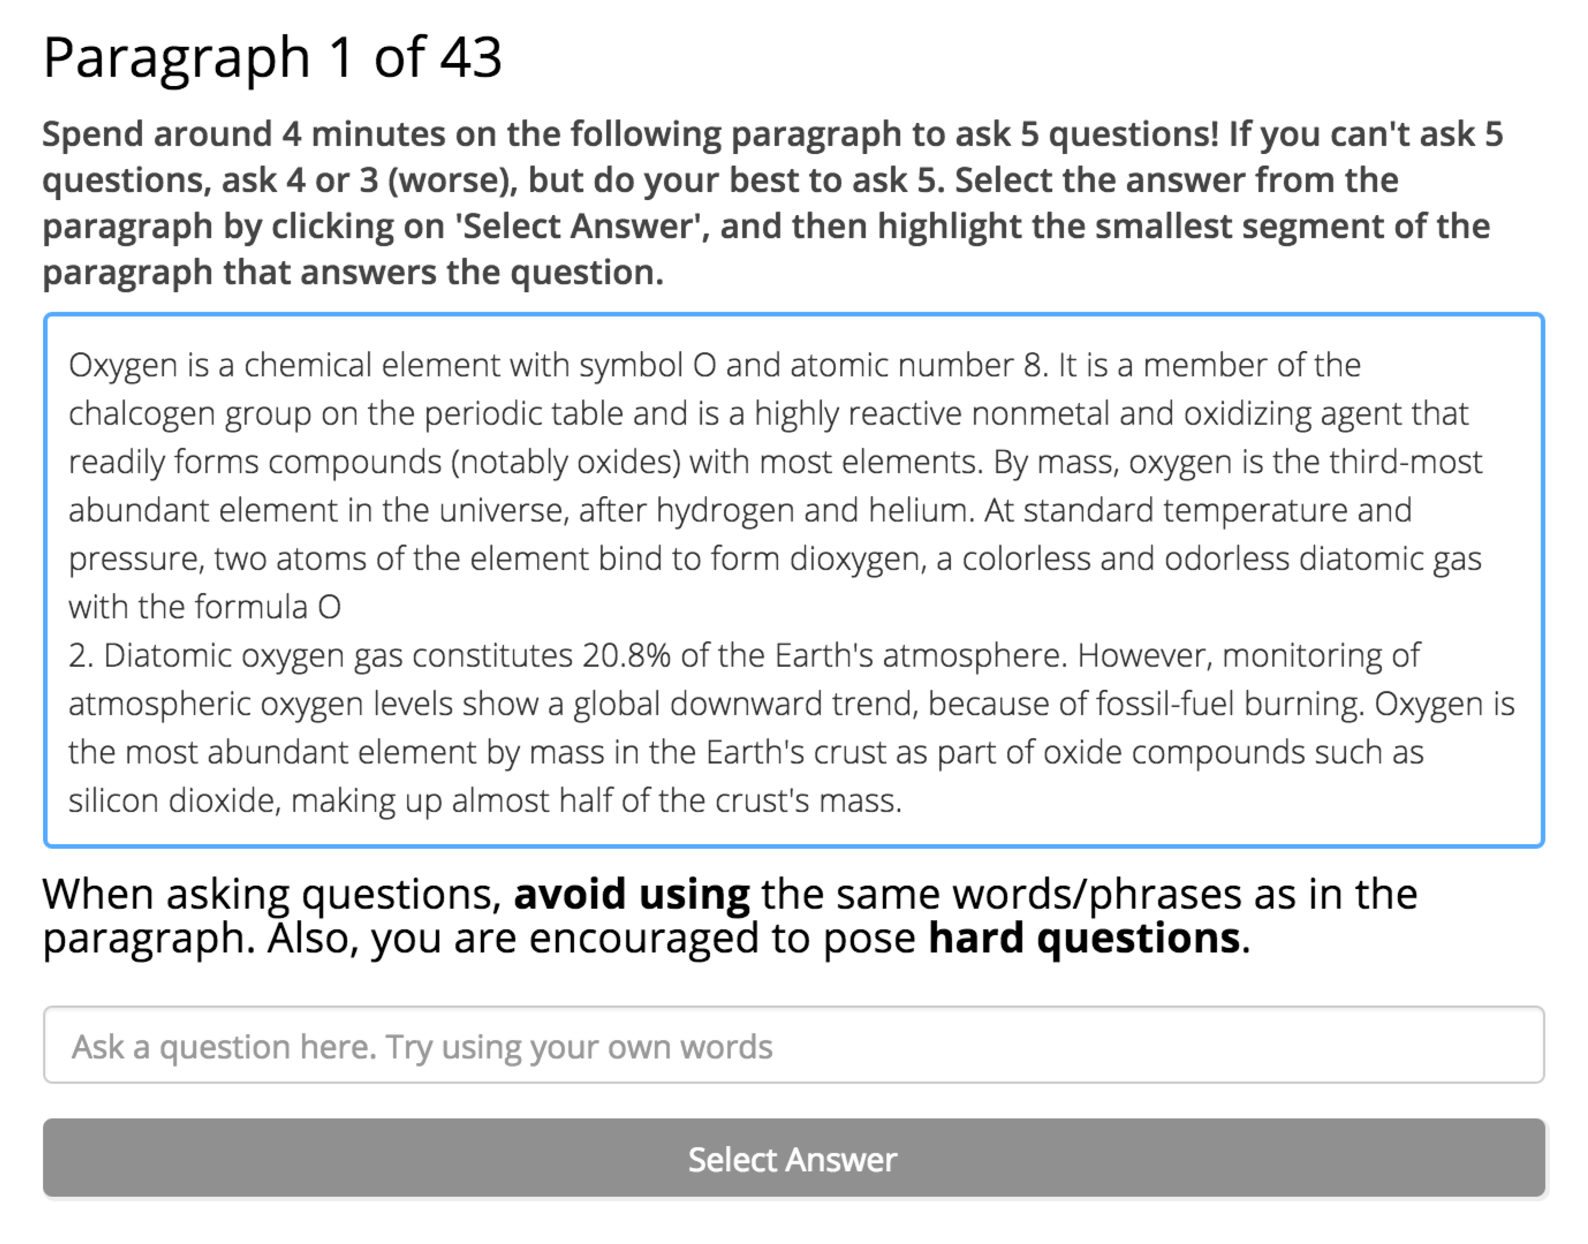 Paragraph 1 of 43
Spend around 4 minutes on the following paragraph to ask 5 questions! If you can't ask 5
questions, ask 4 or 3 (worse), but do your best to ask 5. Select the answer from the
paragraph by clicking on 'Select Answer', and then highlight the smallest segment of the
paragraph that answers the question.
Oxygen is a chemical element with symbol O and atomic number 8. It is a member of the
chalcogen group on the periodic table and is a highly reactive nonmetal and oxidizing agent that
readily forms compounds (notably oxides) with most elements. By mass, oxygen is the third-most
abundant element in the universe, after hydrogen and helium. At standard temperature and
pressure, two atoms of the element bind to form dioxygen, a colorless and odorless diatomic gas
with the formula O
2. Diatomic oxygen gas constitutes 20.8% of the Earth's atmosphere. However, monitoring of
atmospheric oxygen levels show a global downward trend, because of fossil-fuel burning. Oxygen is
the most abundant element by mass in the Earth's crust as part of oxide compounds such as
silicon dioxide, making up almost half of the crust's mass.
When asking questions, avoid using the same words/phrases as in the
paragraph. Also, you are encouraged to pose hard questions.
Ask a question here. Try using your own words
Select Answer